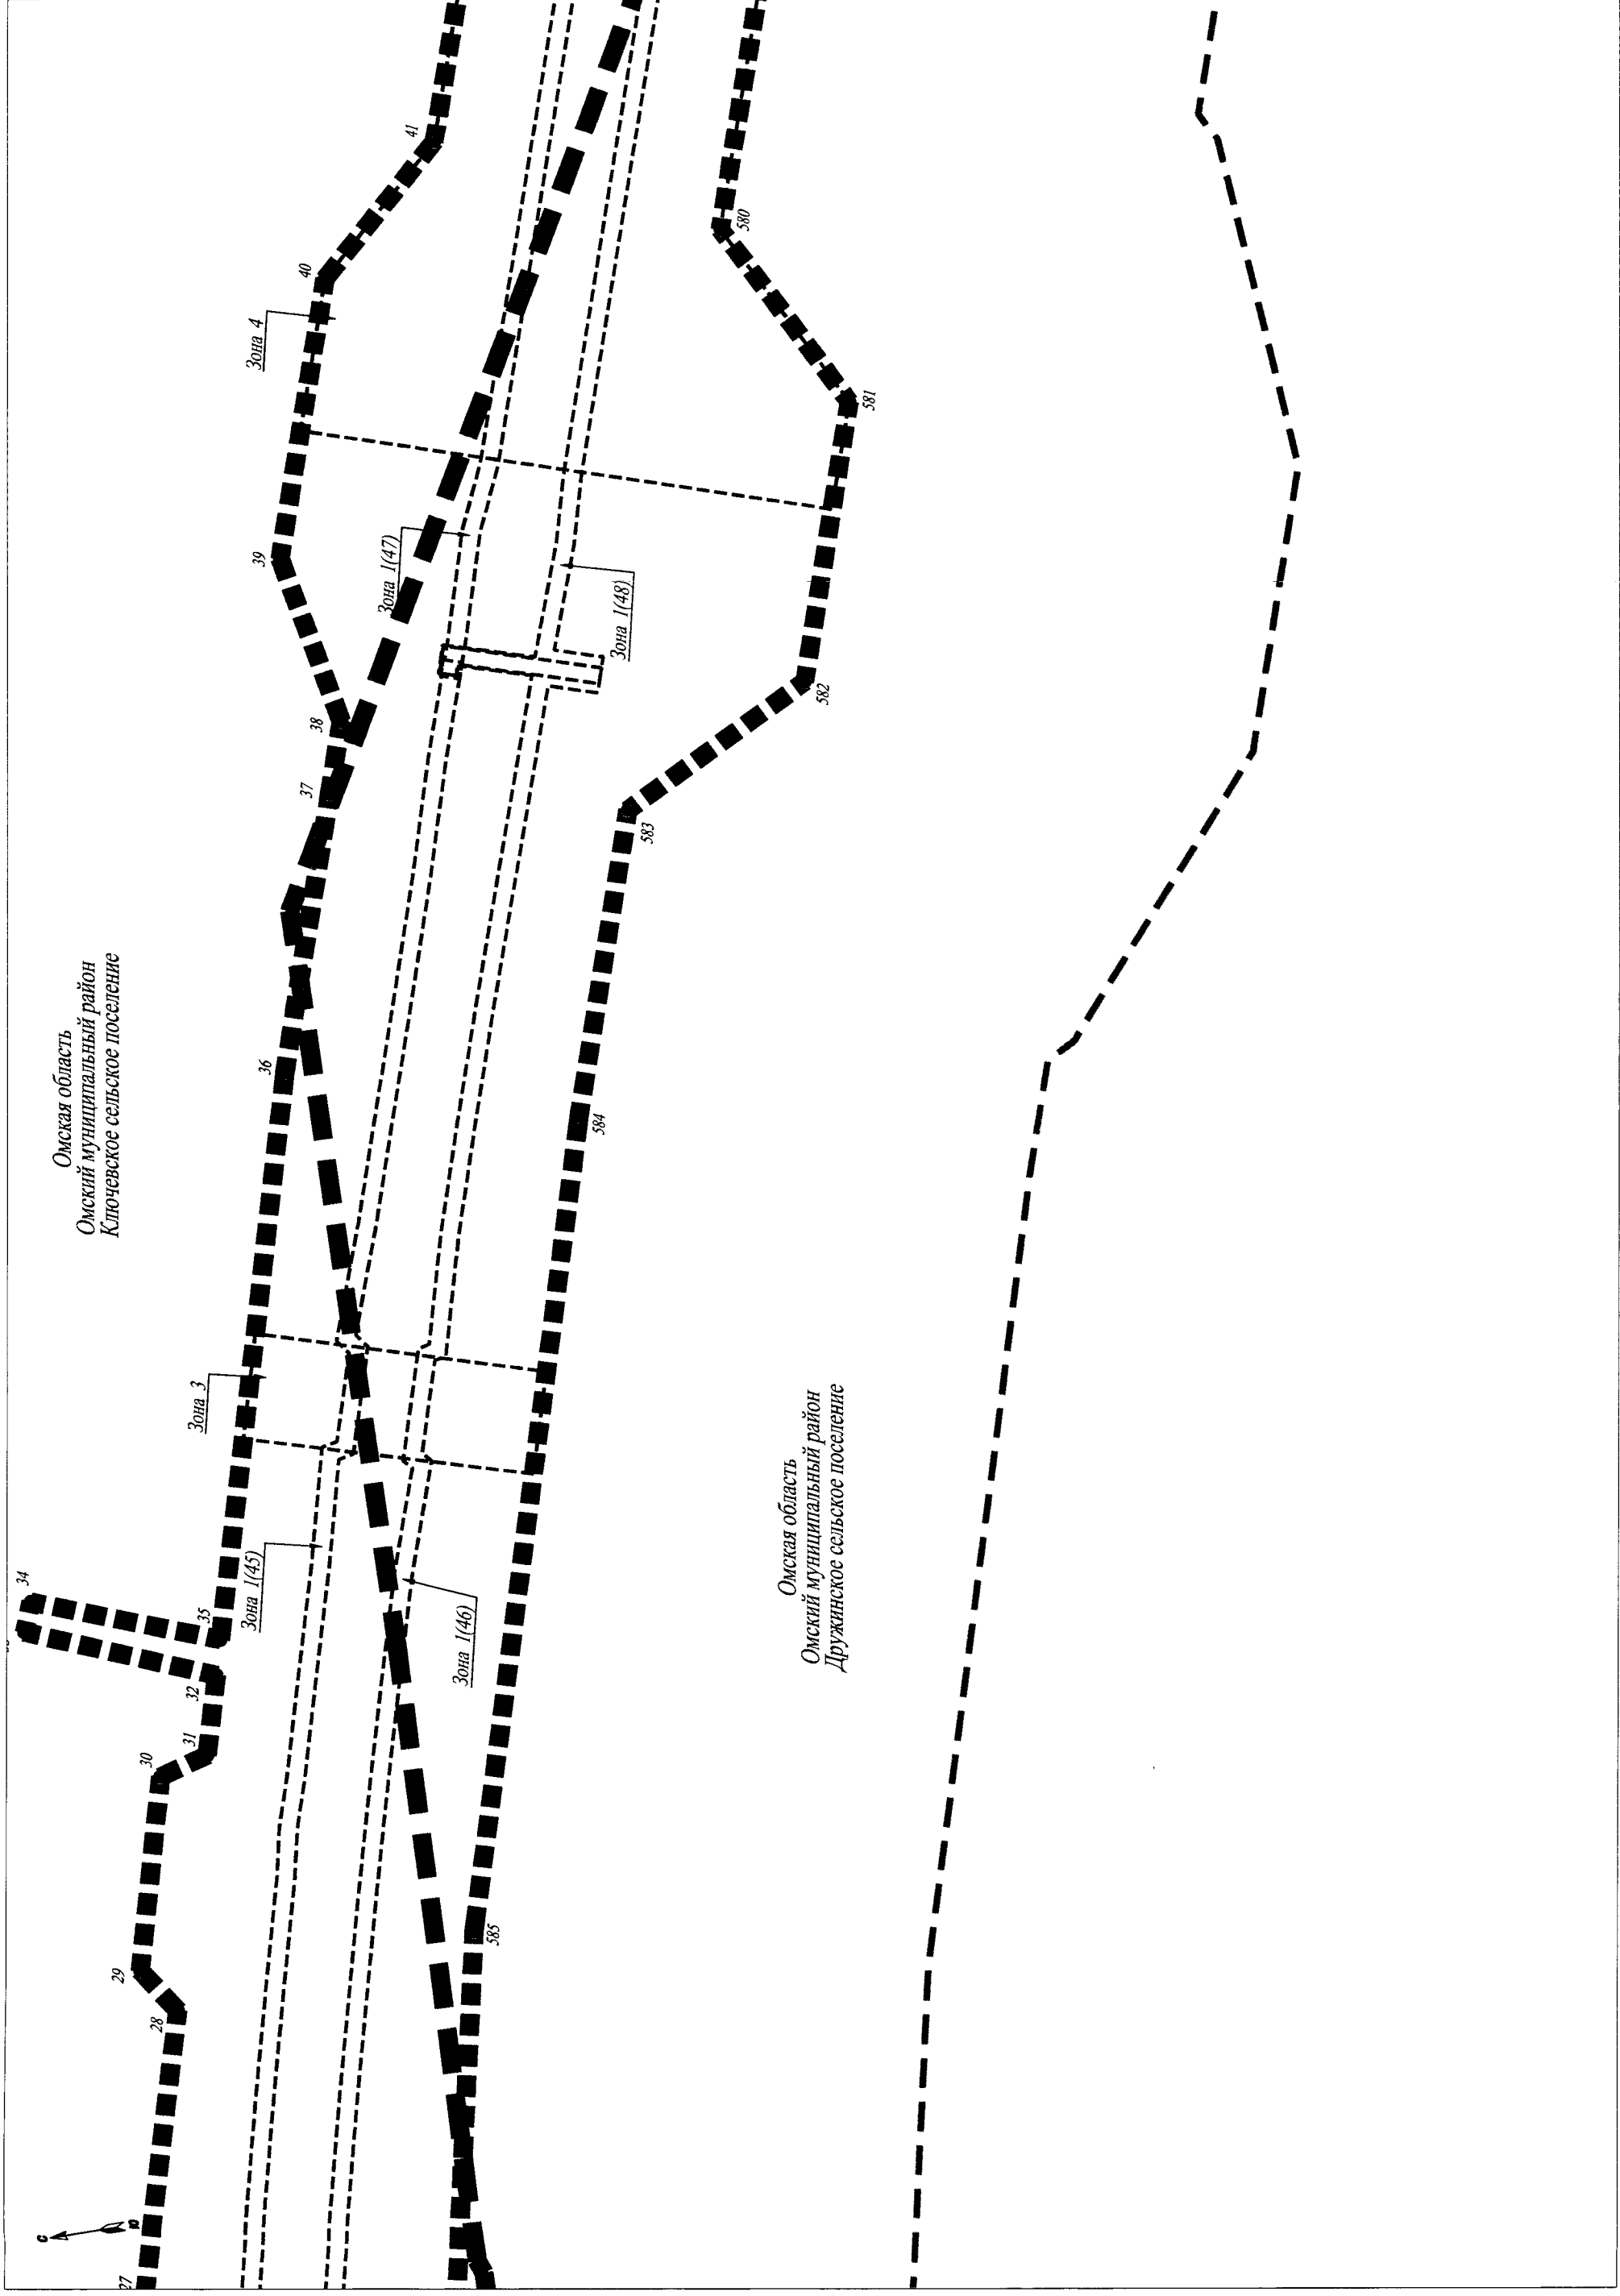 Омская область
Омский муниципальный район
Ключевское сельское поселение
Омская область
Омский муниципальный район
Дружинское сельское поселение
с
ю
27
28
29
30
31
32
34
35
36
37
38
39
40
41
Зона 3
Зона 4
Зона 1(45)
Зона 1(46)
Зона 1(47)
Зона 1(48)
585
584
583
582
581
580